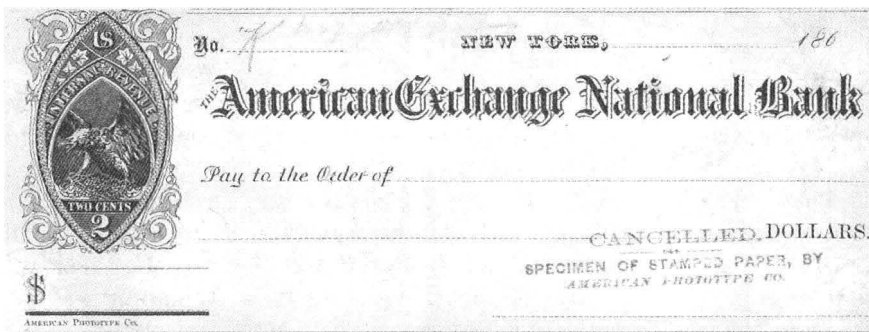 No. NEW YORK, 186
THE American Exchange National Bank
US
INTERNAL REVENUE
TWO CENTS
2
Pay to the Order of
CANCELLED. DOLLARS.
SPECIMEN OF STAMPED PAPER, BY
AMERICAN PHOTOTYPE CO.
$
AMERICAN PHOTOTYPE CO.